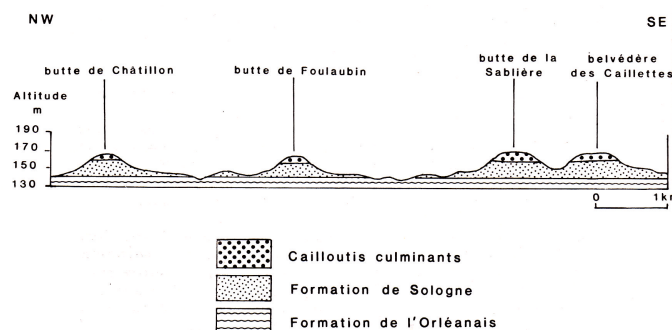 NW
SE
butte de Châtillon
butte de Foulaubin
butte de la
Sablière
belvédère
des Caillettes
Altitude
m
190
170
150
130
0 1km
Cailloutis culminants
Formation de Sologne
Formation de l'Orléanais